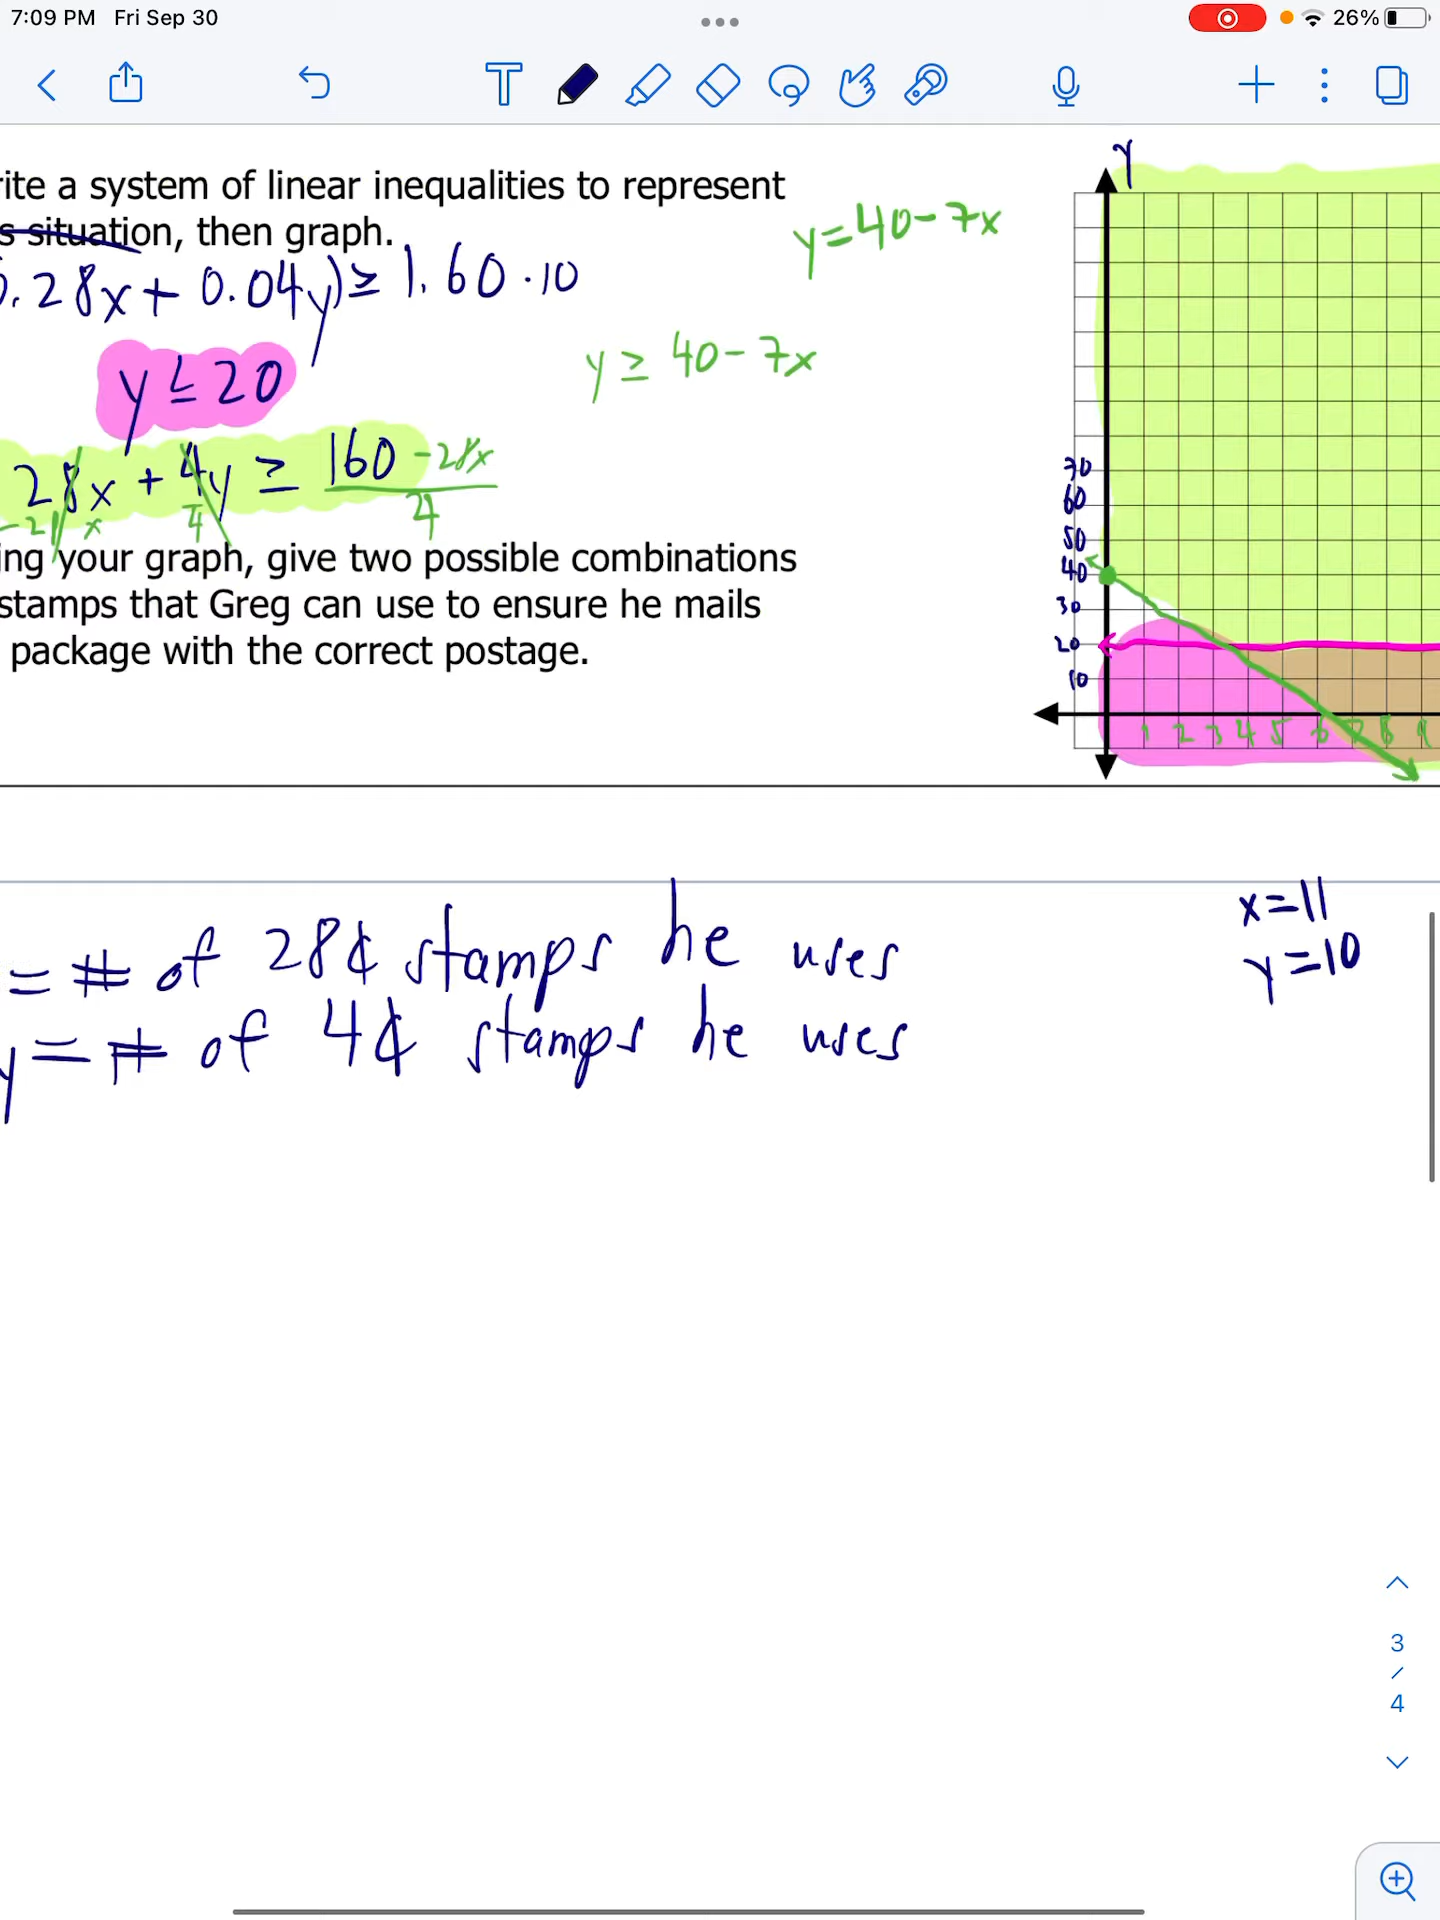 7:09 PM Fri Sep 30
26%
rite a system of linear inequalities to represent
s situation, then graph.
.28x + 0.04y) ≥ 1.60 · 10
y ≤ 20
28x + 4y ≥ 160 - 28x
4
4
y = 40 - 7x
y ≥ 40 - 7x
ing your graph, give two possible combinations
stamps that Greg can use to ensure he mails
package with the correct postage.
Y
70
60
50
40
30
20
10
1 2 3 4 5 6 7 8 9
= # of 28¢ stamps he uses
y = # of 4¢ stamps he uses
x = 11
y = 10
3
/
4